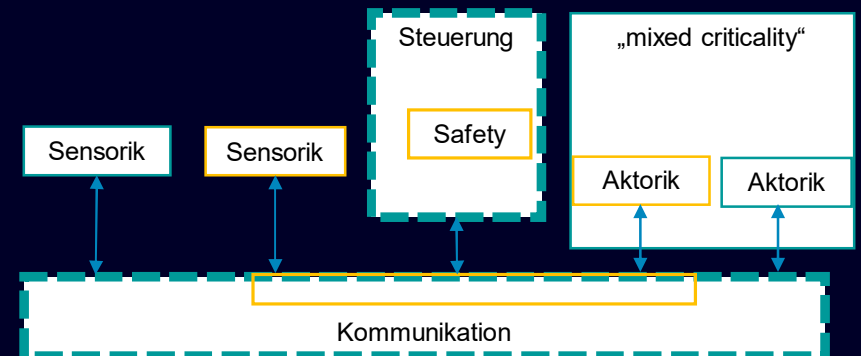 Steuerung
„mixed criticality“
Safety
Sensorik
Sensorik
Aktorik
Aktorik
Kommunikation